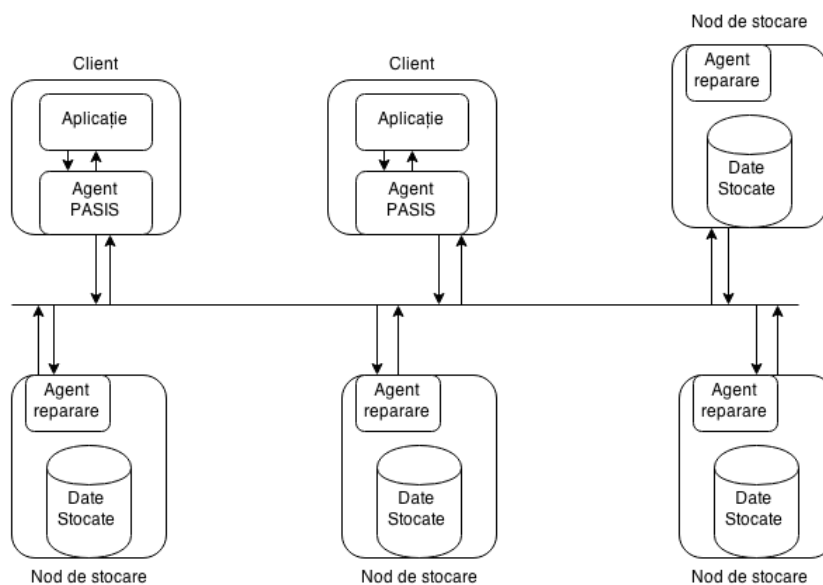 Nod de stocare
Client
Client
Agent
reparare
Aplicație
Aplicație
Date
Stocate
Agent
PASIS
Agent
PASIS
Agent
reparare
Agent
reparare
Agent
reparare
Date
Stocate
Date
Stocate
Date
Stocate
Nod de stocare
Nod de stocare
Nod de stocare